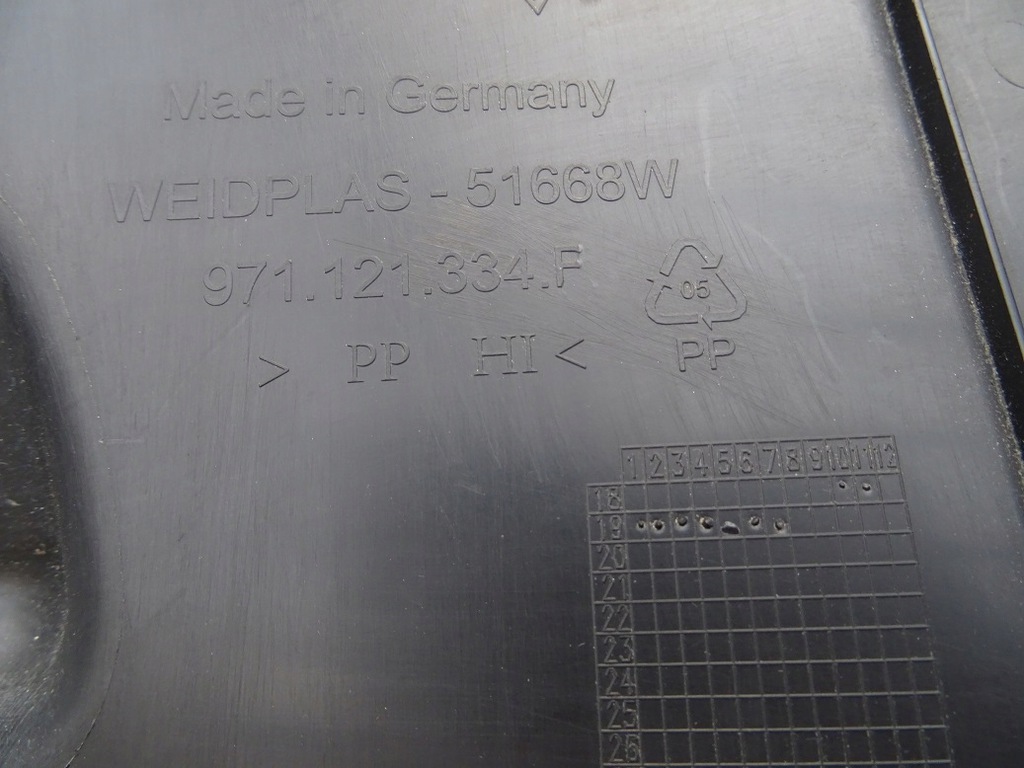 Made in Germany
WEIDPLAS - 51668W
971.121.334.F
05
> PP HI <
PP
1 2 3 4 5 6 7 8 9 10 11 12
18
19
20
21
22
23
24
25
26